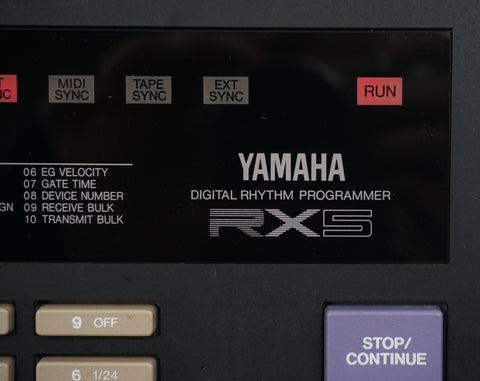 MIDI SYNC
TAPE SYNC
EXT SYNC
RUN
06 EG VELOCITY
07 GATE TIME
08 DEVICE NUMBER
09 RECEIVE BULK
10 TRANSMIT BULK
YAMAHA
DIGITAL RHYTHM PROGRAMMER
RX5
9 OFF
6 1/24
STOP/
CONTINUE